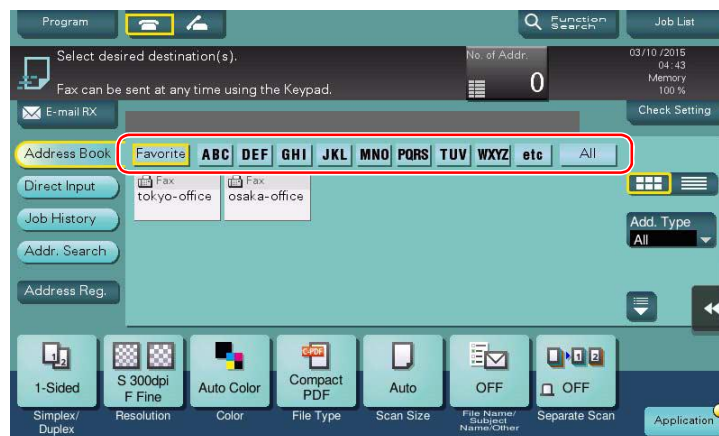 Program
Function
Search
Job List
Select desired destination(s).
Fax can be sent at any time using the Keypad.
No. of Addr.
0
03/10 /2015
04:43
Memory
100 %
E-mail RX
Check Setting
Address Book
Favorite ABC DEF GHI JKL MNO PQRS TUV WXYZ etc All
Direct Input
Fax
tokyo-office
Fax
osaka-office
Job History
Add. Type
All
Addr. Search
Address Reg.
1 2
1-Sided
S 300dpi
F Fine
Auto Color
C-PDF
Compact
PDF
Auto
OFF
1 2
OFF
Simplex/
Duplex
Resolution
Color
File Type
Scan Size
File Name/
Subject
Name/Other
Separate Scan
Application